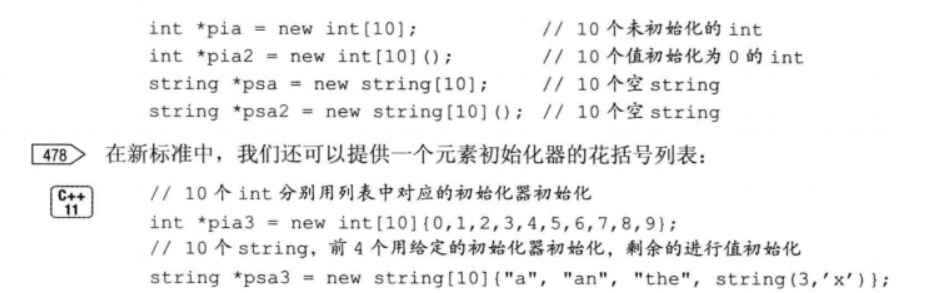 int *pia = new int[10];            // 10 个未初始化的 int
int *pia2 = new int[10]();         // 10 个值初始化为 0 的 int
string *psa = new string[10];      // 10 个空 string
string *psa2 = new string[10](); // 10 个空 string
478 在新标准中，我们还可以提供一个元素初始化器的花括号列表：
C++
11
// 10 个 int 分别用列表中对应的初始化器初始化
int *pia3 = new int[10]{0,1,2,3,4,5,6,7,8,9};
// 10 个 string，前 4 个用给定的初始化器初始化，剩余的进行值初始化
string *psa3 = new string[10]{"a", "an", "the", string(3,'x')};